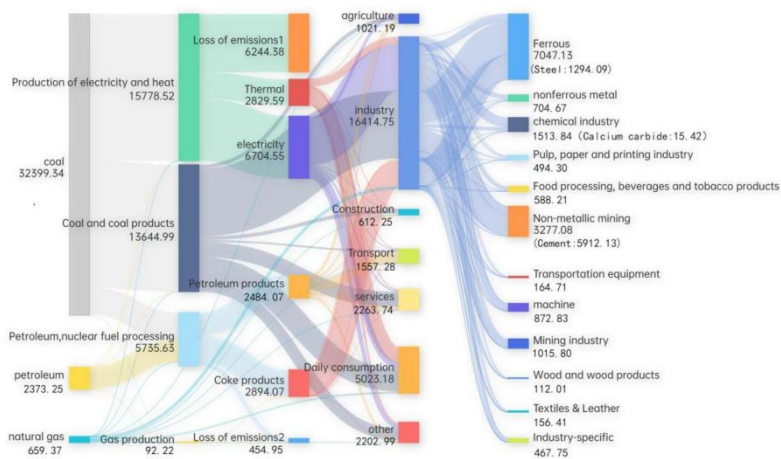 coal
32399.34
petroleum
2373.25
natural gas
659.37
Production of electricity and heat
15778.52
Coal and coal products
13644.99
Petroleum,nuclear fuel processing
5735.63
Gas production
92.22
Loss of emissions1
6244.38
Thermal
2829.59
electricity
6704.55
Petroleum products
2484.07
Coke products
2894.07
Loss of emissions2
454.95
agriculture
1021.19
industry
16414.75
Construction
612.25
Transport
1557.28
services
2263.74
Daily consumption
5023.18
other
2202.99
Ferrous
7047.13
(Steel:1294.09)
nonferrous metal
704.67
chemical industry
1513.84 (Calcium carbide:15.42)
Pulp, paper and printing industry
494.30
Food processing, beverages and tobacco products
588.21
Non-metallic mining
3277.08
(Cement:5912.13)
Transportation equipment
164.71
machine
872.83
Mining industry
1015.80
Wood and wood products
112.01
Textiles & Leather
156.41
Industry-specific
467.75